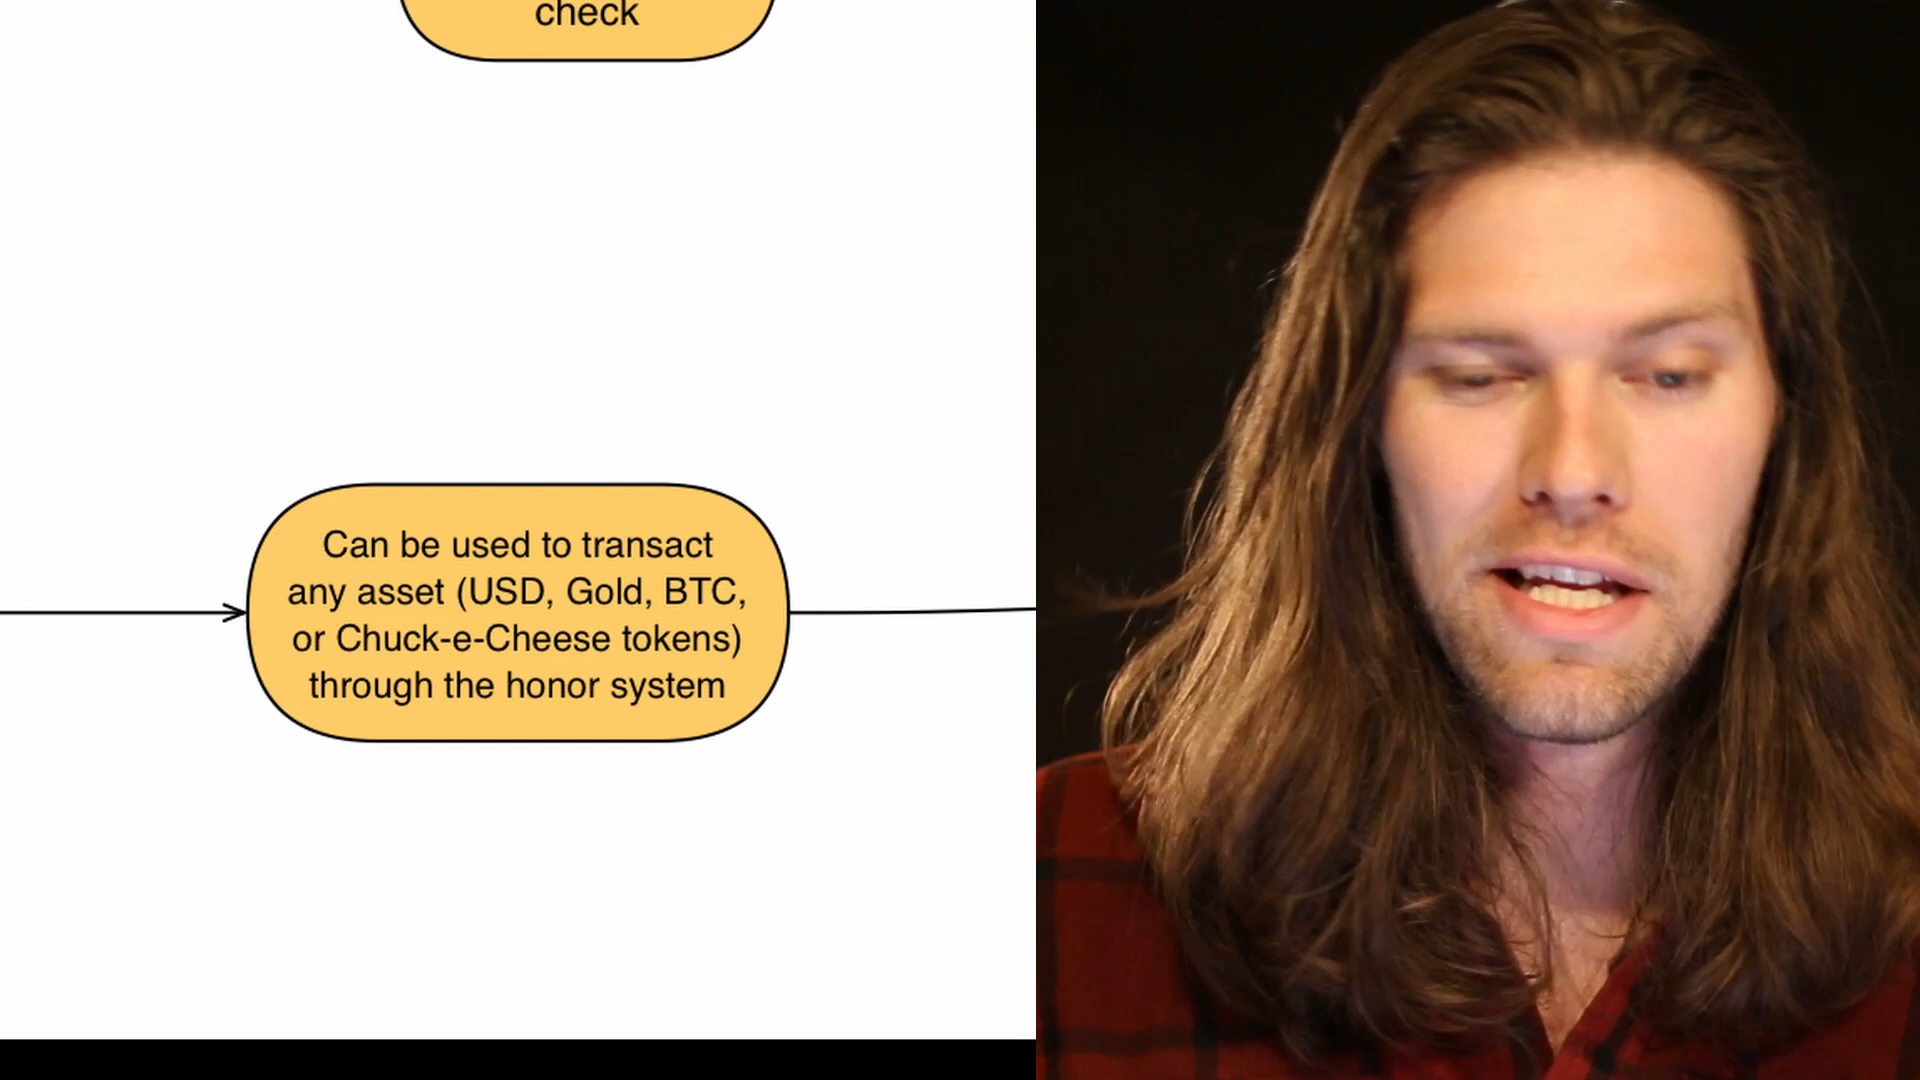 check
Can be used to transact
any asset (USD, Gold, BTC,
or Chuck-e-Cheese tokens)
through the honor system